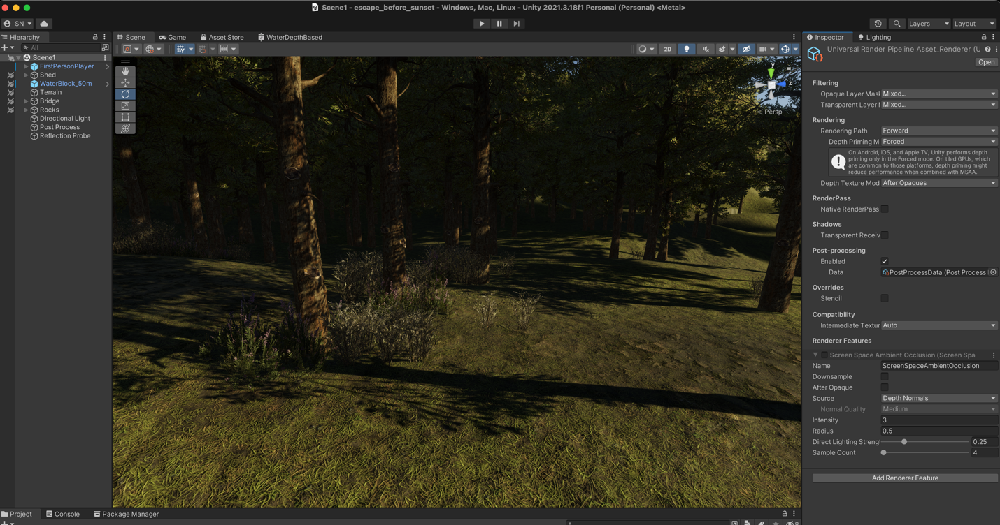 Scene1 - escape_before_sunset - Windows, Mac, Linux - Unity 2021.3.18f1 Personal (Personal) <Metal>
SN
Layers
Layout
Hierarchy
Scene
Game
Asset Store
WaterDepthBased
Inspector
Lighting
All
2D
Scene1
FirstPersonPlayer
Shed
WaterBlock_50m
Terrain
Bridge
Rocks
Directional Light
Post Process
Reflection Probe
y
z
Persp
Universal Render Pipeline Asset_Renderer (U
Open
Filtering
Opaque Layer Mask Mixed...
Transparent Layer Mixed...
Rendering
Rendering Path Forward
Depth Priming M Forced
On Android, iOS, and Apple TV, Unity performs depth
priming only in the Forced mode. On tiled GPUs, which
are common to those platforms, depth priming might
reduce performance when combined with MSAA.
Depth Texture Mod After Opaques
RenderPass
Native RenderPass
Shadows
Transparent Receiv
Post-processing
Enabled
Data PostProcessData (Post Process
Overrides
Stencil
Compatibility
Intermediate Textur Auto
Renderer Features
Screen Space Ambient Occlusion (Screen Spa
Name ScreenSpaceAmbientOcclusion
Downsample
After Opaque
Source Depth Normals
Normal Quality Medium
Intensity 3
Radius 0.5
Direct Lighting Streng 0.25
Sample Count 4
Add Renderer Feature
Project
Console
Package Manager
8